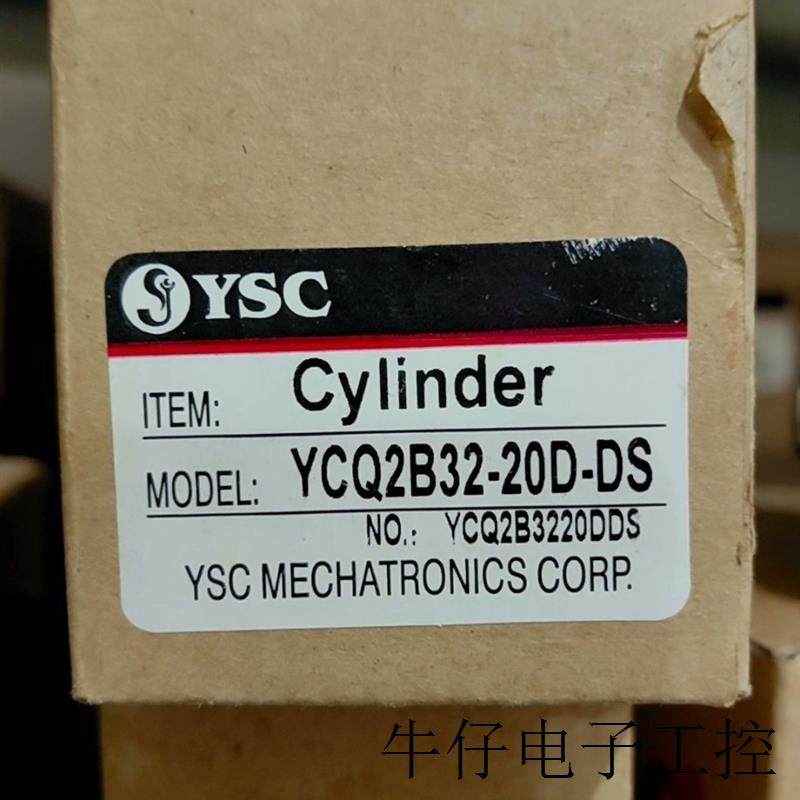 YSC
ITEM: Cylinder
MODEL: YCQ2B32-20D-DS
NO.: YCQ2B3220DDS
YSC MECHATRONICS CORP.
牛仔电子工控